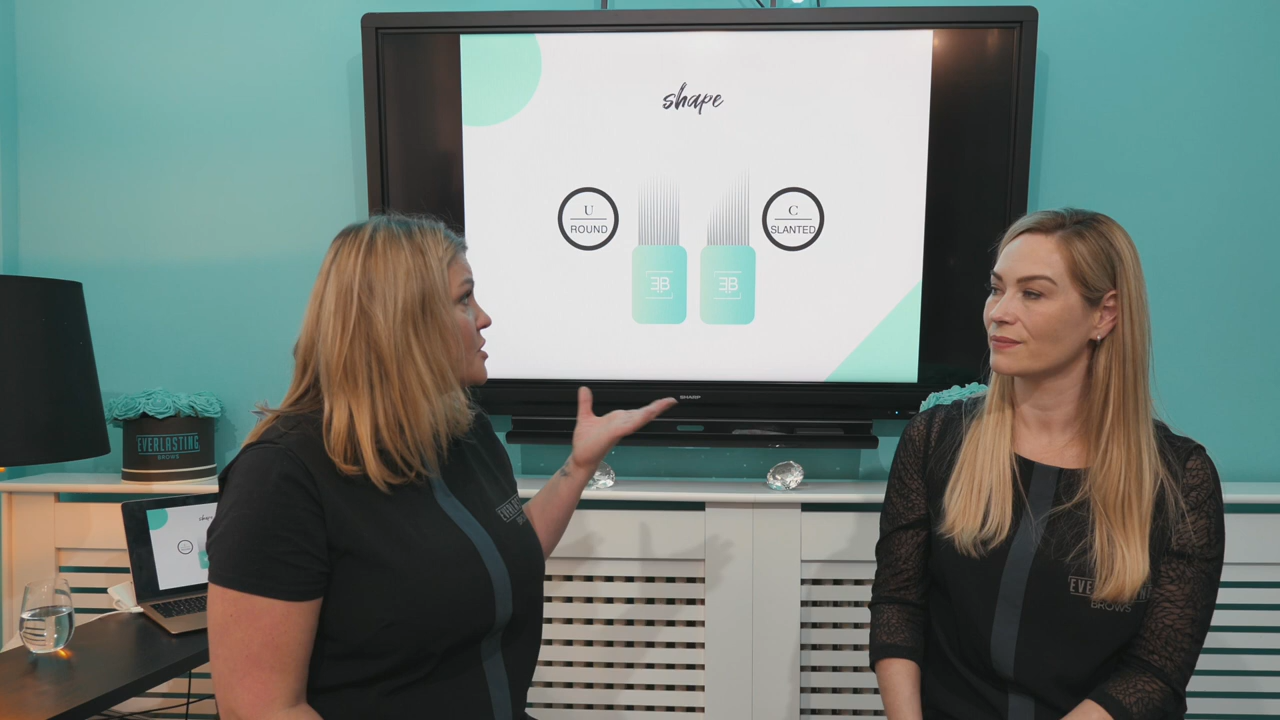 shape
U
ROUND
C
SLANTED
EB
EB
SHARP
EVERLASTING
BROWS
EVERLASTING
BROWS